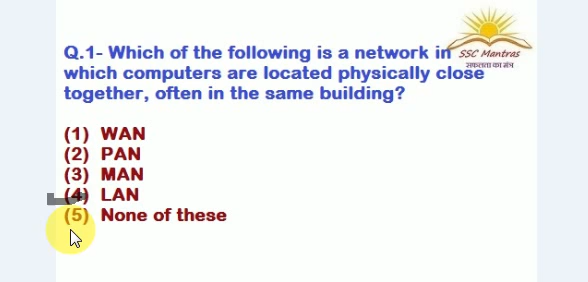 Q.1- Which of the following is a network in
SSC Mantras
सफलता का मंत्र
which computers are located physically close
together, often in the same building?
(1) WAN
(2) PAN
(3) MAN
(4) LAN
(5) None of these